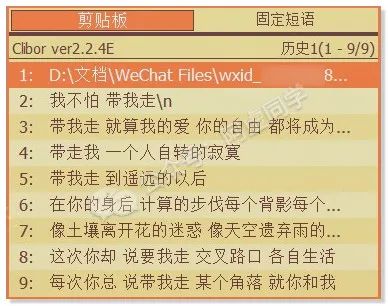 剪贴板 固定短语
Clibor ver2.2.4E 历史1(1 - 9/9)
1: D:\文档\WeChat Files\wxid_ 8...
2: 我不怕 带我走\n
3: 带我走 就算我的爱 你的自由 都将成为...
4: 带走我 一个人自转的寂寞
5: 带我走 到遥远的以后
6: 在你的身后 计算的步伐每个背影每个...
7: 像土壤离开花的迷惑 像天空遗弃雨的...
8: 这次你却 说要我走 交叉路口 各自生活
9: 每次你总 说带我走 某个角落 就你和我